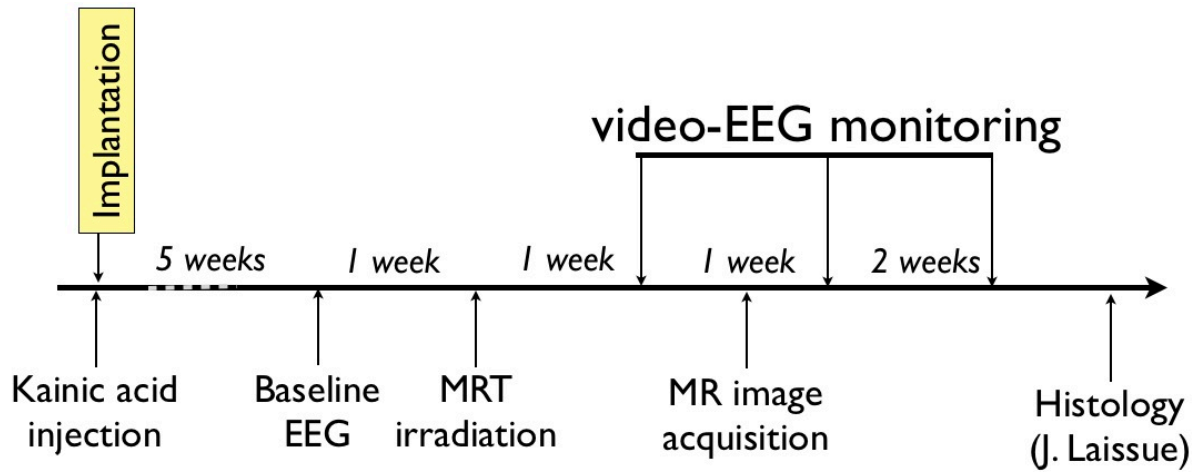 Implantation
video-EEG monitoring
5 weeks
1 week
1 week
1 week
2 weeks
Kainic acid
injection
Baseline
EEG
MRT
irradiation
MR image
acquisition
Histology
(J. Laissue)